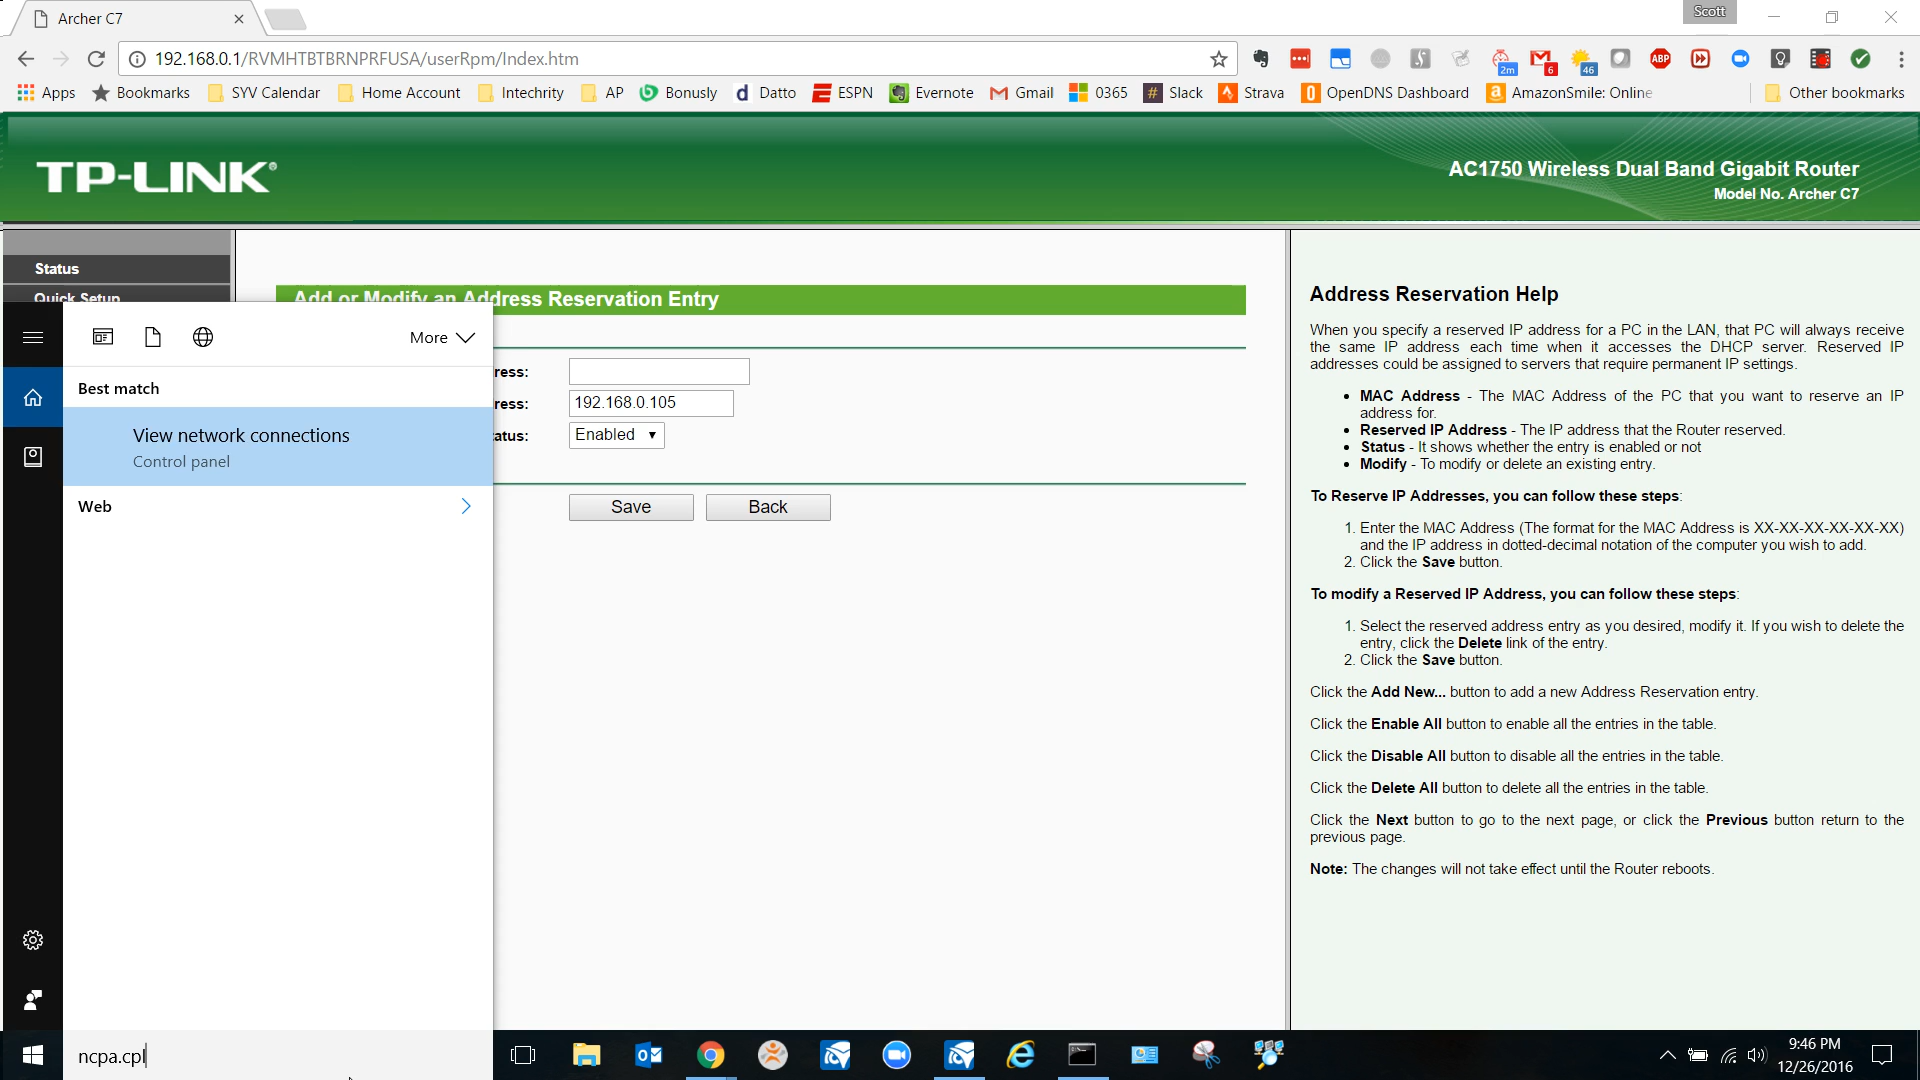 Archer C7
Scott
192.168.0.1/RVMHTBTBRNPRFUSA/userRpm/Index.htm
2m
6
46
ABP
Apps
Bookmarks
SYV Calendar
Home Account
Intechrity
AP
Bonusly
Datto
ESPN
Evernote
Gmail
0365
Slack
Strava
OpenDNS Dashboard
AmazonSmile: Online
Other bookmarks
TP-LINK®
AC1750 Wireless Dual Band Gigabit Router
Model No. Archer C7
Status
Quick Setup
Add or Modify an Address Reservation Entry
More
Best match
View network connections
Control panel
Web
ress:
ress:
192.168.0.105
atus:
Enabled
Save
Back
Address Reservation Help
When you specify a reserved IP address for a PC in the LAN, that PC will always receive
the same IP address each time when it accesses the DHCP server. Reserved IP
addresses could be assigned to servers that require permanent IP settings.
• MAC Address - The MAC Address of the PC that you want to reserve an IP
address for.
• Reserved IP Address - The IP address that the Router reserved.
• Status - It shows whether the entry is enabled or not
• Modify - To modify or delete an existing entry.
To Reserve IP Addresses, you can follow these steps:
1. Enter the MAC Address (The format for the MAC Address is XX-XX-XX-XX-XX-XX)
and the IP address in dotted-decimal notation of the computer you wish to add.
2. Click the Save button.
To modify a Reserved IP Address, you can follow these steps:
1. Select the reserved address entry as you desired, modify it. If you wish to delete the
entry, click the Delete link of the entry.
2. Click the Save button.
Click the Add New... button to add a new Address Reservation entry.
Click the Enable All button to enable all the entries in the table.
Click the Disable All button to disable all the entries in the table.
Click the Delete All button to delete all the entries in the table.
Click the Next button to go to the next page, or click the Previous button return to the
previous page.
Note: The changes will not take effect until the Router reboots.
ncpa.cpl
9:46 PM
12/26/2016